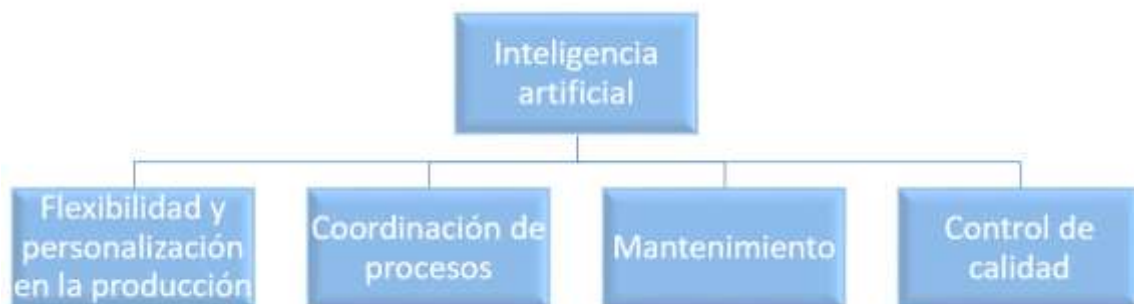 Inteligencia
artificial
Flexibilidad y
personalización
en la producción
Coordinación de
procesos
Mantenimiento
Control de
calidad